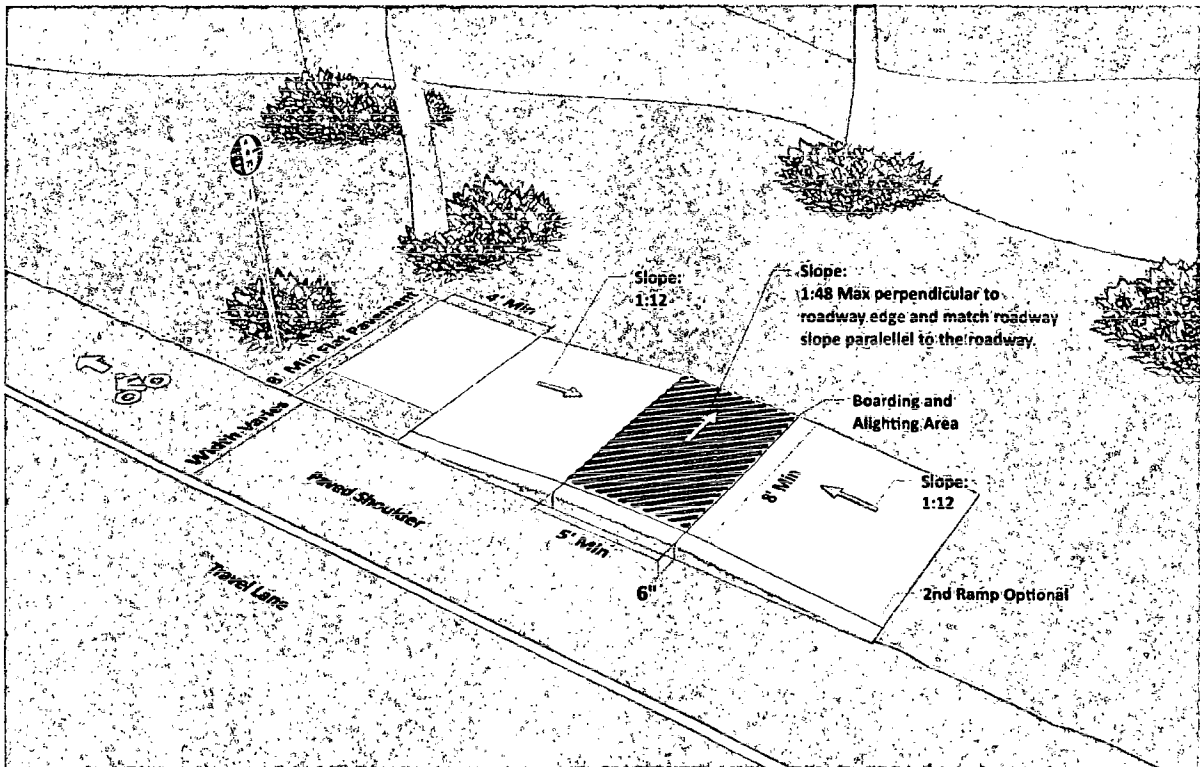 Slope:
1:12
4' Min
Slope:
1:48 Max perpendicular to
roadway edge and match roadway
slope paralellel to the roadway.
8' Min Flat Pavement
Boarding and
Alighting Area
Width Varies
8' Min
Slope:
1:12
Paved Shoulder
5' Min
6"
2nd Ramp Optional
Travel Lane